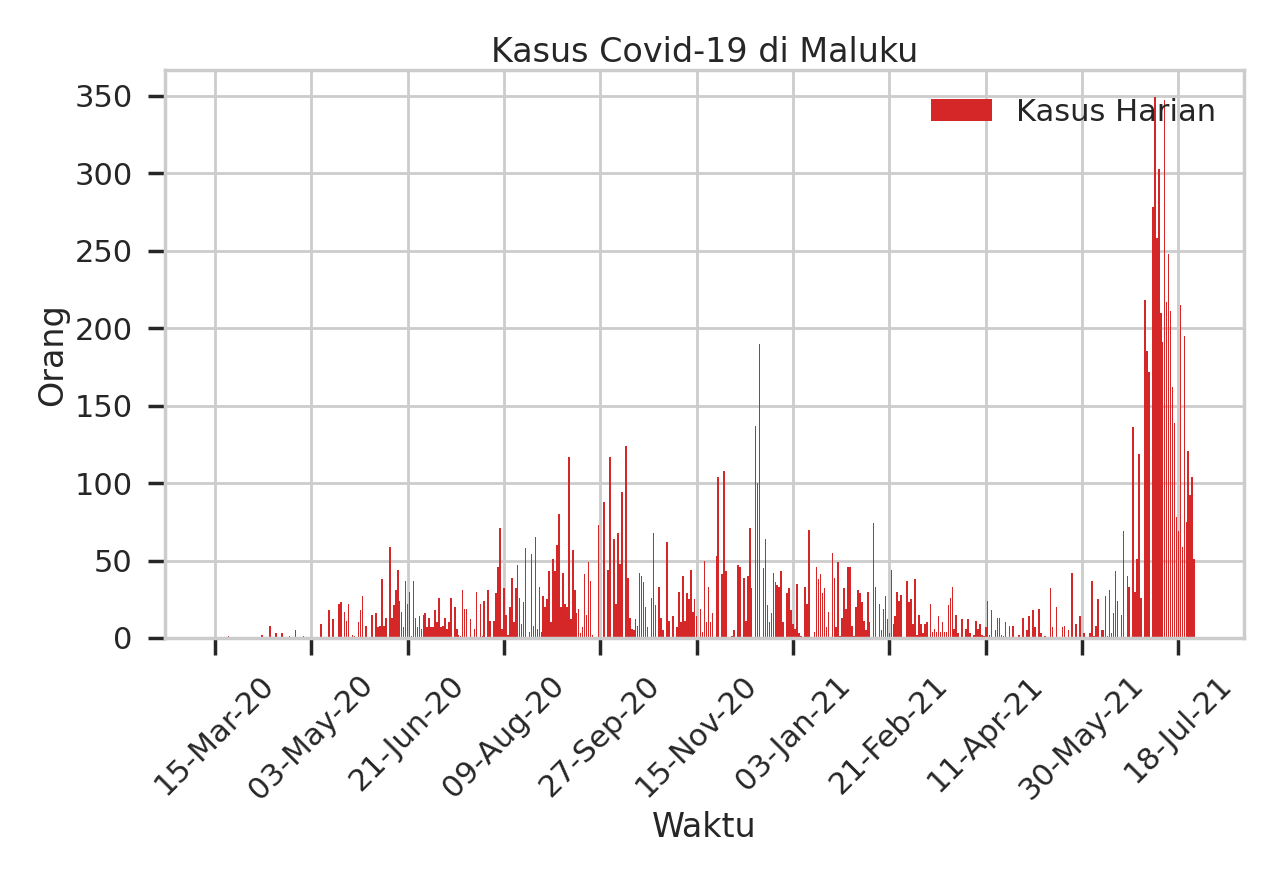 Kasus Covid-19 di Maluku
Kasus Harian
Orang
350
300
250
200
150
100
50
0
15-Mar-20
03-May-20
21-Jun-20
09-Aug-20
27-Sep-20
15-Nov-20
03-Jan-21
21-Feb-21
11-Apr-21
30-May-21
18-Jul-21
Waktu